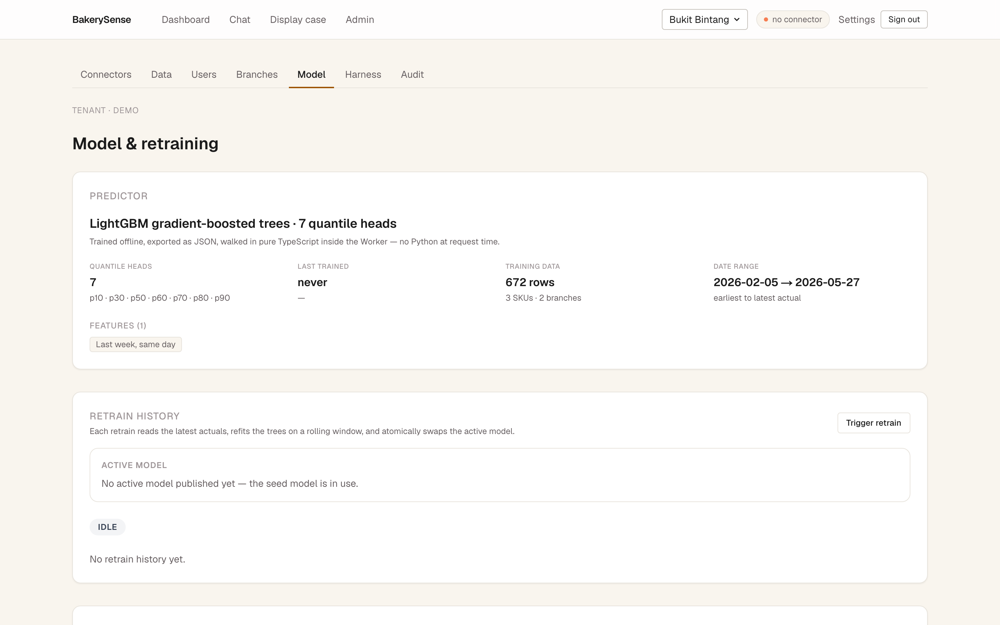 BakerySense Dashboard Chat Display case Admin Bukit Bintang no connector Settings Sign out
Connectors Data Users Branches Model Harness Audit
TENANT · DEMO
Model & retraining
PREDICTOR
LightGBM gradient-boosted trees · 7 quantile heads
Trained offline, exported as JSON, walked in pure TypeScript inside the Worker — no Python at request time.
QUANTILE HEADS LAST TRAINED TRAINING DATA DATE RANGE
7 never 672 rows 2026-02-05 → 2026-05-27
p10 · p30 · p50 · p60 · p70 · p80 · p90 — 3 SKUs · 2 branches earliest to latest actual
FEATURES (1)
Last week, same day
RETRAIN HISTORY
Each retrain reads the latest actuals, refits the trees on a rolling window, and atomically swaps the active model.
Trigger retrain
ACTIVE MODEL
No active model published yet — the seed model is in use.
IDLE
No retrain history yet.